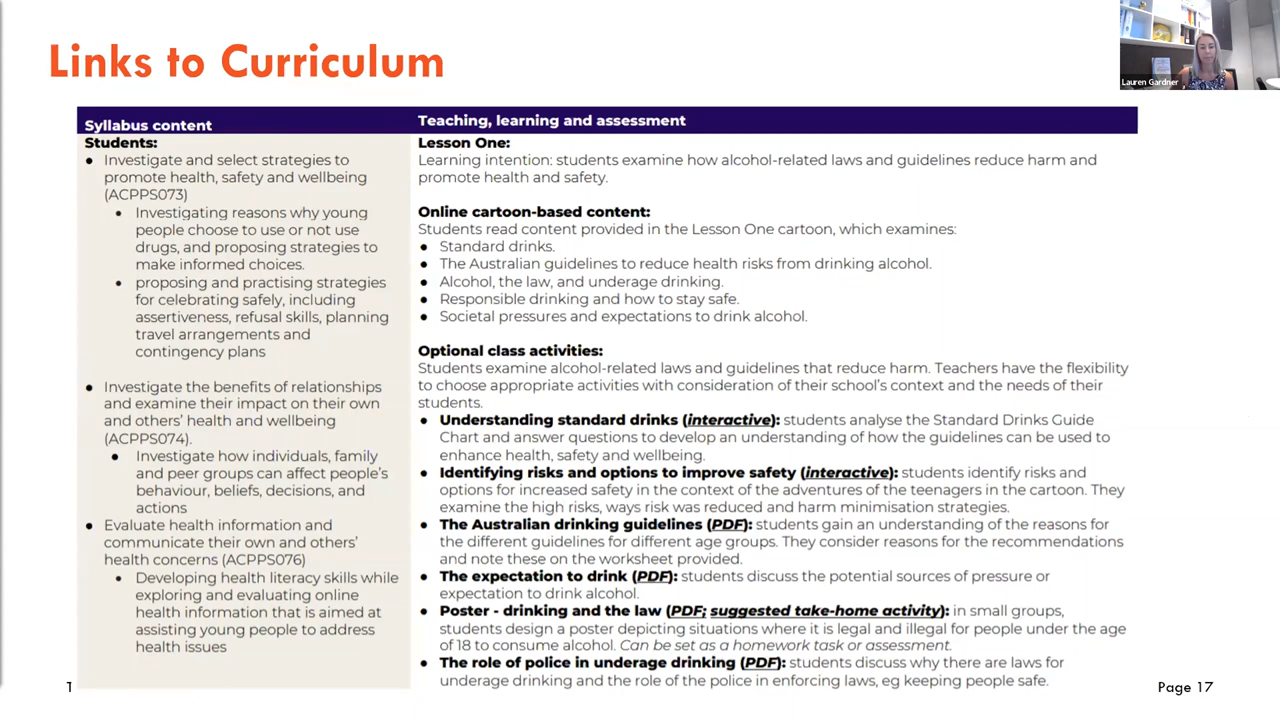 Links to Curriculum
Lauren Gardner
Syllabus content
Students:
● Investigate and select strategies to
promote health, safety and wellbeing
(ACPPS073)
• Investigating reasons why young
people choose to use or not use
drugs, and proposing strategies to
make informed choices.
• proposing and practising strategies
for celebrating safely, including
assertiveness, refusal skills, planning
travel arrangements and
contingency plans
● Investigate the benefits of relationships
and examine their impact on their own
and others' health and wellbeing
(ACPPS074).
● Investigate how individuals, family
and peer groups can affect people's
behaviour, beliefs, decisions, and
actions
● Evaluate health information and
communicate their own and others'
health concerns (ACPPS076)
• Developing health literacy skills while
exploring and evaluating online
health information that is aimed at
assisting young people to address
health issues
Teaching, learning and assessment
Lesson One:
Learning intention: students examine how alcohol-related laws and guidelines reduce harm and
promote health and safety.
Online cartoon-based content:
Students read content provided in the Lesson One cartoon, which examines:
● Standard drinks.
● The Australian guidelines to reduce health risks from drinking alcohol.
● Alcohol, the law, and underage drinking.
● Responsible drinking and how to stay safe.
● Societal pressures and expectations to drink alcohol.
Optional class activities:
Students examine alcohol-related laws and guidelines that reduce harm. Teachers have the flexibility
to choose appropriate activities with consideration of their school's context and the needs of their
students.
● Understanding standard drinks (interactive): students analyse the Standard Drinks Guide
Chart and answer questions to develop an understanding of how the guidelines can be used to
enhance health, safety and wellbeing.
● Identifying risks and options to improve safety (interactive): students identify risks and
options for increased safety in the context of the adventures of the teenagers in the cartoon. They
examine the high risks, ways risk was reduced and harm minimisation strategies.
● The Australian drinking guidelines (PDF): students gain an understanding of the reasons for
the different guidelines for different age groups. They consider reasons for the recommendations
and note these on the worksheet provided.
● The expectation to drink (PDF): students discuss the potential sources of pressure or
expectation to drink alcohol.
● Poster - drinking and the law (PDF; suggested take-home activity): in small groups,
students design a poster depicting situations where it is legal and illegal for people under the age
of 18 to consume alcohol. Can be set as a homework task or assessment.
● The role of police in underage drinking (PDF): students discuss why there are laws for
underage drinking and the role of the police in enforcing laws, eg keeping people safe.
1
Page 17